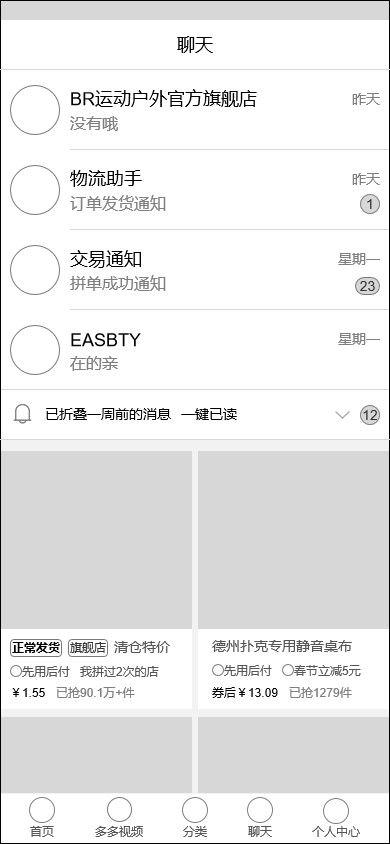 聊天
BR运动户外官方旗舰店 昨天
没有哦
物流助手 昨天
订单发货通知 1
交易通知 星期一
拼单成功通知 23
EASBTY 星期一
在的亲
已折叠一周前的消息 一键已读 12
正常发货 旗舰店 清仓特价
先用后付 我拼过2次的店
￥1.55 已抢90.1万+件
德州扑克专用静音桌布
先用后付 春节立减5元
券后￥13.09 已抢1279件
首页 多多视频 分类 聊天 个人中心